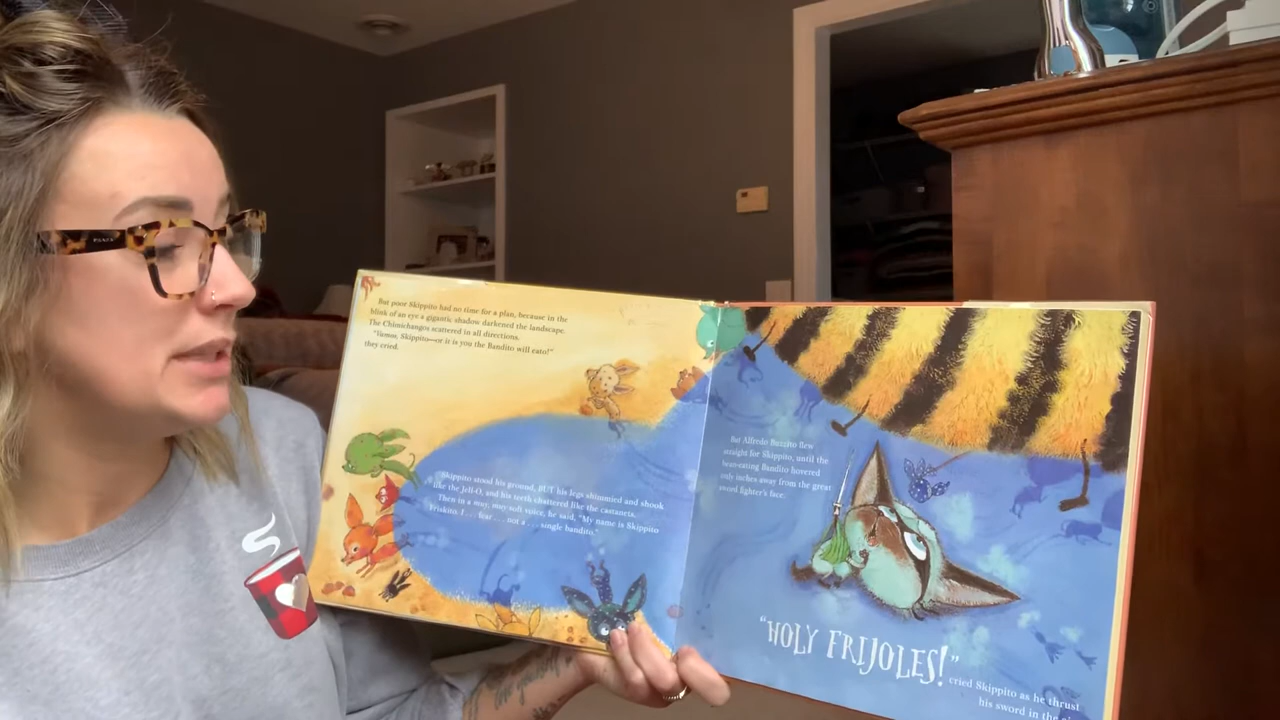 But poor Skippito had no time for a plan, because in the
blink of an eye a gigantic shadow darkened the landscape.
The Chimichangos scattered in all directions.
"Vamos, Skippito—or it is you the Bandito will eato!"
they cried.
Skippito stood his ground, BUT his legs shimmied and shook
like the Jell-O, and his teeth chattered like the castanets.
Then in a muy, muy soft voice, he said, "My name is Skippito
Friskito. I . . . fear . . . not a . . . single bandito."
But Alfredo Buzzito flew
straight for Skippito, until the
bean-eating Bandito hovered
only inches away from the great
sword fighter's face.
"HOLY FRIJOLES!"
cried Skippito as he thrust
his sword in the